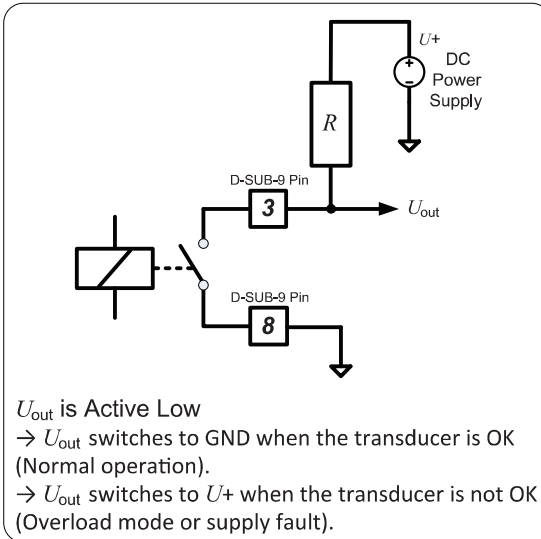 U+
DC
Power
Supply
R
D-SUB-9 Pin
3
Uout
D-SUB-9 Pin
8
Uout is Active Low
→ Uout switches to GND when the transducer is OK
(Normal operation).
→ Uout switches to U+ when the transducer is not OK
(Overload mode or supply fault).